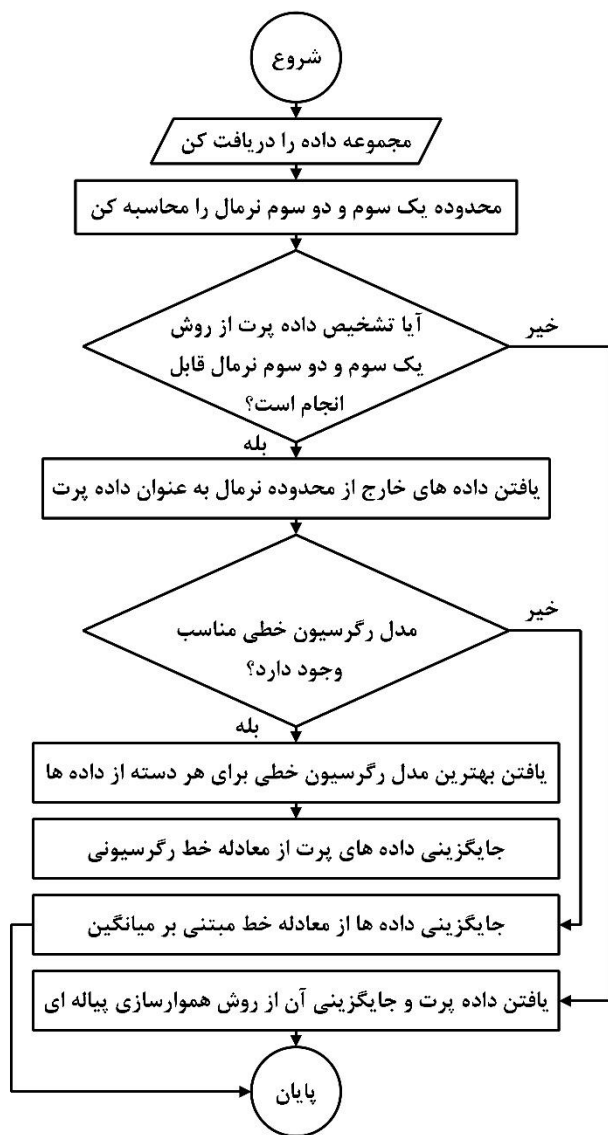 شروع
مجموعه داده را دریافت کن
محدوده یک سوم و دو سوم نرمال را محاسبه کن
آیا تشخیص داده پرت از روش
یک سوم و دو سوم نرمال قابل
انجام است؟
خیر
بله
یافتن داده های خارج از محدوده نرمال به عنوان داده پرت
مدل رگرسیون خطی مناسب
وجود دارد؟
خیر
بله
یافتن بهترین مدل رگرسیون خطی برای هر دسته از داده ها
جایگزینی داده های پرت از معادله خط رگرسیونی
جایگزینی داده ها از معادله خط مبتنی بر میانگین
یافتن داده پرت و جایگزینی آن از روش هموارسازی پیاله ای
پایان